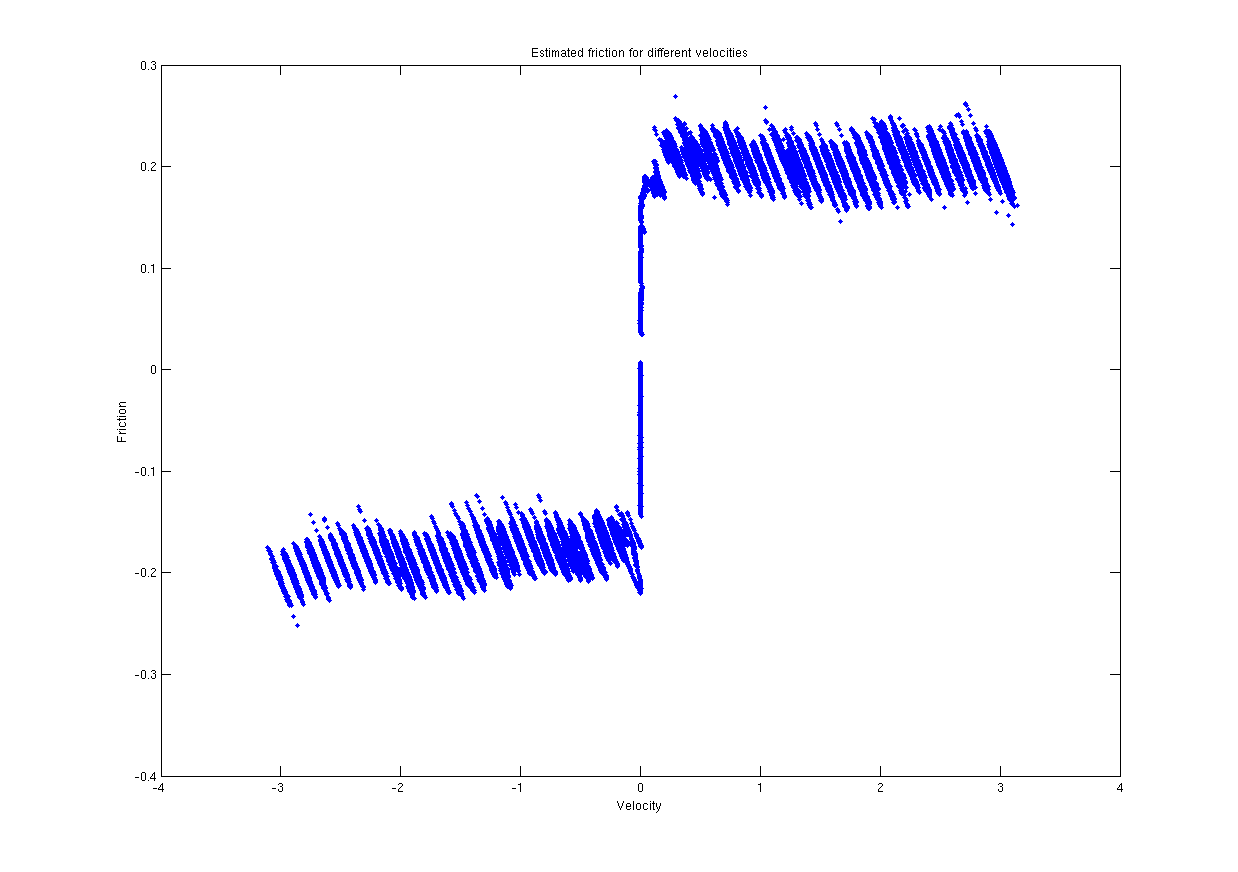 Estimated friction for different velocities
0.3
0.2
0.1
0
-0.1
-0.2
-0.3
-0.4
Friction
-4 -3 -2 -1 0 1 2 3 4
Velocity